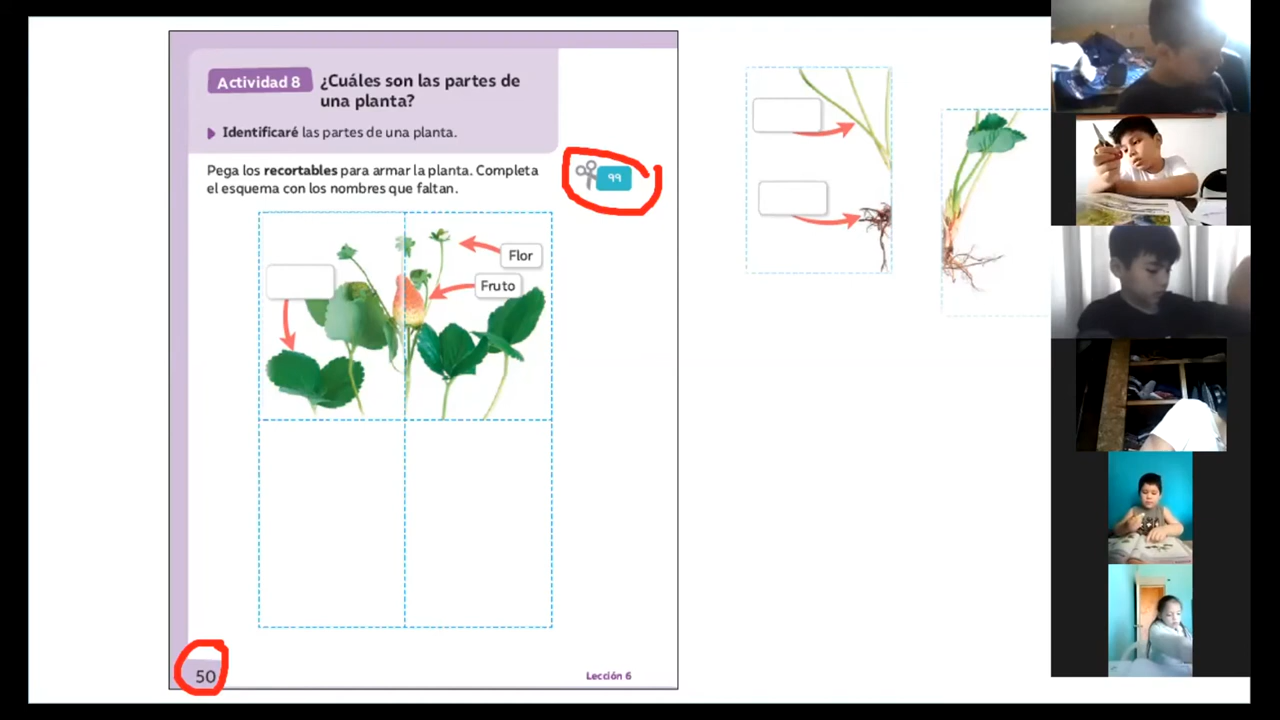 Actividad 8
¿Cuáles son las partes de
una planta?
Identificaré las partes de una planta.
Pega los recortables para armar la planta. Completa
el esquema con los nombres que faltan.
99
Flor
Fruto
50
Lección 6